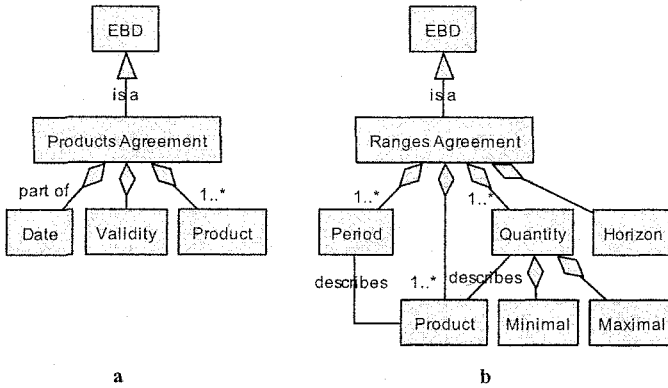 EBD
is a
Products Agreement
part of
1..*
Date
Validity
Product
a
EBD
is a
Ranges Agreement
1..*
1..*
Period
Quantity
Horizon
describes
1..*
describes
Product
Minimal
Maximal
b